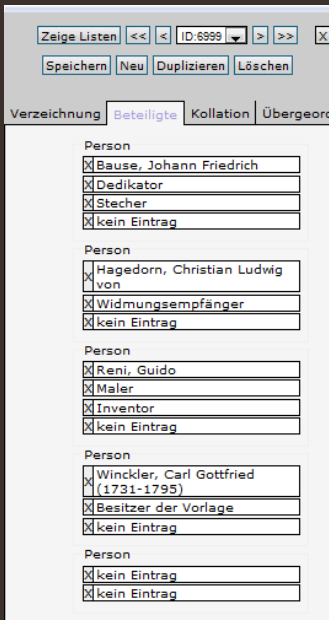 Zeige Listen << < ID:6999 > >> X
Speichern Neu Duplizieren Löschen
Verzeichnung Beteiligte Kollation Übergeord
Person
X Bause, Johann Friedrich
X Dedikator
X Stecher
X kein Eintrag
Person
X Hagedorn, Christian Ludwig
von
X Widmungsempfänger
X kein Eintrag
Person
X Reni, Guido
X Maler
X Inventor
X kein Eintrag
Person
X Winckler, Carl Gottfried
(1731-1795)
X Besitzer der Vorlage
X kein Eintrag
Person
X kein Eintrag
X kein Eintrag